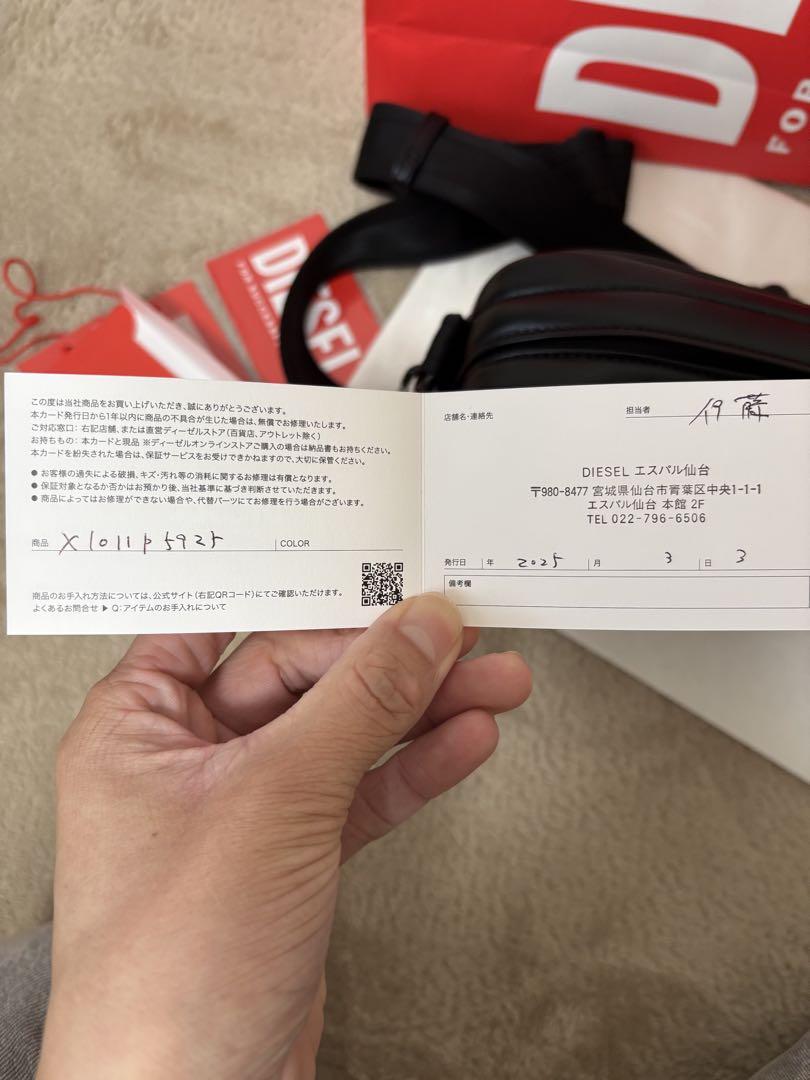 DIESEL
FOR
DIESEL
この度は当社商品をお買い上げいただき、誠にありがとうございます。
本カード発行日から1年以内に商品の不具合が生じた場合は、無償でお修理いたします。
ご対応窓口: 右記店舗、または直営ディーゼルストア(百貨店、アウトレット除く)
お持ちもの: 本カードと現品 ※ディーゼルオンラインストアご購入の場合は納品書もお持ちください。
本カードを紛失された場合は、保証サービスをお受けできかねますので、大切に保管ください。
● お客様の過失による破損、キズ・汚れ等の消耗に関するお修理は有償となります。
● 保証対象となるか否かはお預かり後、当社基準に基づき判断させていただきます。
● 商品によってはお修理ができない場合や、代替パーツにてお修理を行う場合がございます。
商品 X1011P5925 COLOR
商品のお手入れ方法については、公式サイト(右記QRコード)にてご確認いただけます。
よくあるお問合せ ▶ Q:アイテムのお手入れについて
店舗名・連絡先 担当者 伊藤
DIESEL エスパル仙台
〒980-8477 宮城県仙台市青葉区中央1-1-1
エスパル仙台 本館 2F
TEL 022-796-6506
発行日 年 2025 月 3 日 3
備考欄